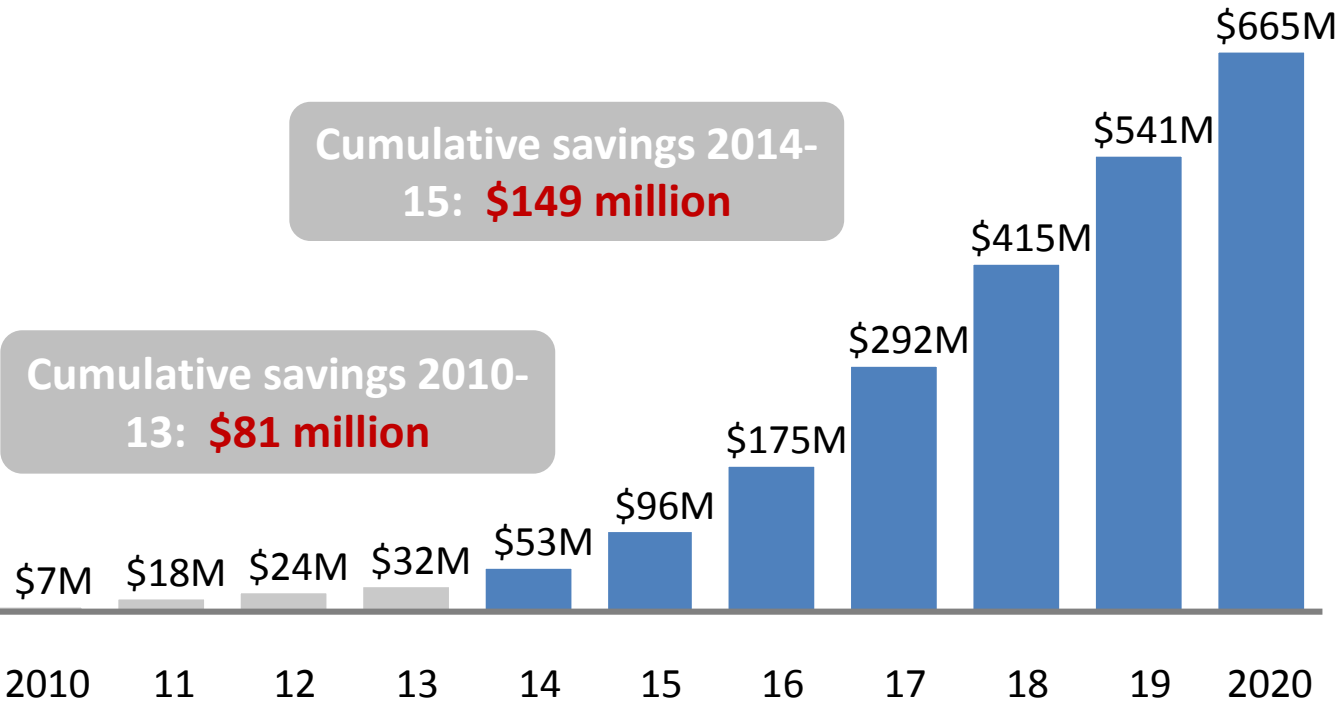 $665M
$541M
Cumulative savings 2014-
15: $149 million
$415M
$292M
Cumulative savings 2010-
13: $81 million
$175M
$96M
$53M
$32M
$24M
$18M
$7M
2010 11 12 13 14 15 16 17 18 19 2020